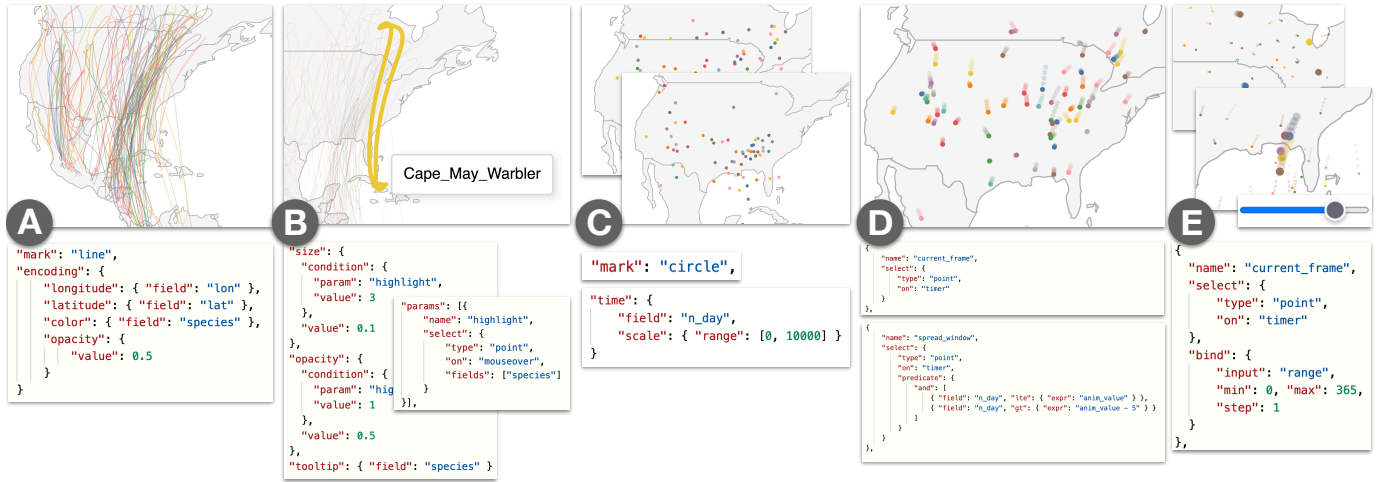 Cape_May_Warbler
A
B
C
D
E
"mark": "line",
"encoding": {
"longitude": { "field": "lon" },
"latitude": { "field": "lat" },
"color": { "field": "species" },
"opacity": {
"value": 0.5
}
}
"size": {
"condition": {
"param": "highlight",
"value": 3
},
"value": 0.1
},
"opacity": {
"condition": {
"param": "hig
"value": 1
},
"value": 0.5
},
"tooltip": { "field": "species" }
"params": [{
"name": "highlight",
"select": {
"type": "point",
"on": "mouseover",
"fields": ["species"]
}
}],
"mark": "circle",
"time": {
"field": "n_day",
"scale": { "range": [0, 10000] }
}
{
"name": "current_frame",
"select": {
"type": "point",
"on": "timer"
}
},
{
"name": "spread_window",
"select": {
"type": "point",
"on": "timer",
"predicate": {
"and": [
{ "field": "n_day", "lte": { "expr": "anim_value" } },
{ "field": "n_day", "gt": { "expr": "anim_value - 5" } }
]
}
}
},
{
"name": "current_frame",
"select": {
"type": "point",
"on": "timer"
},
"bind": {
"input": "range",
"min": 0, "max": 365,
"step": 1
}
},